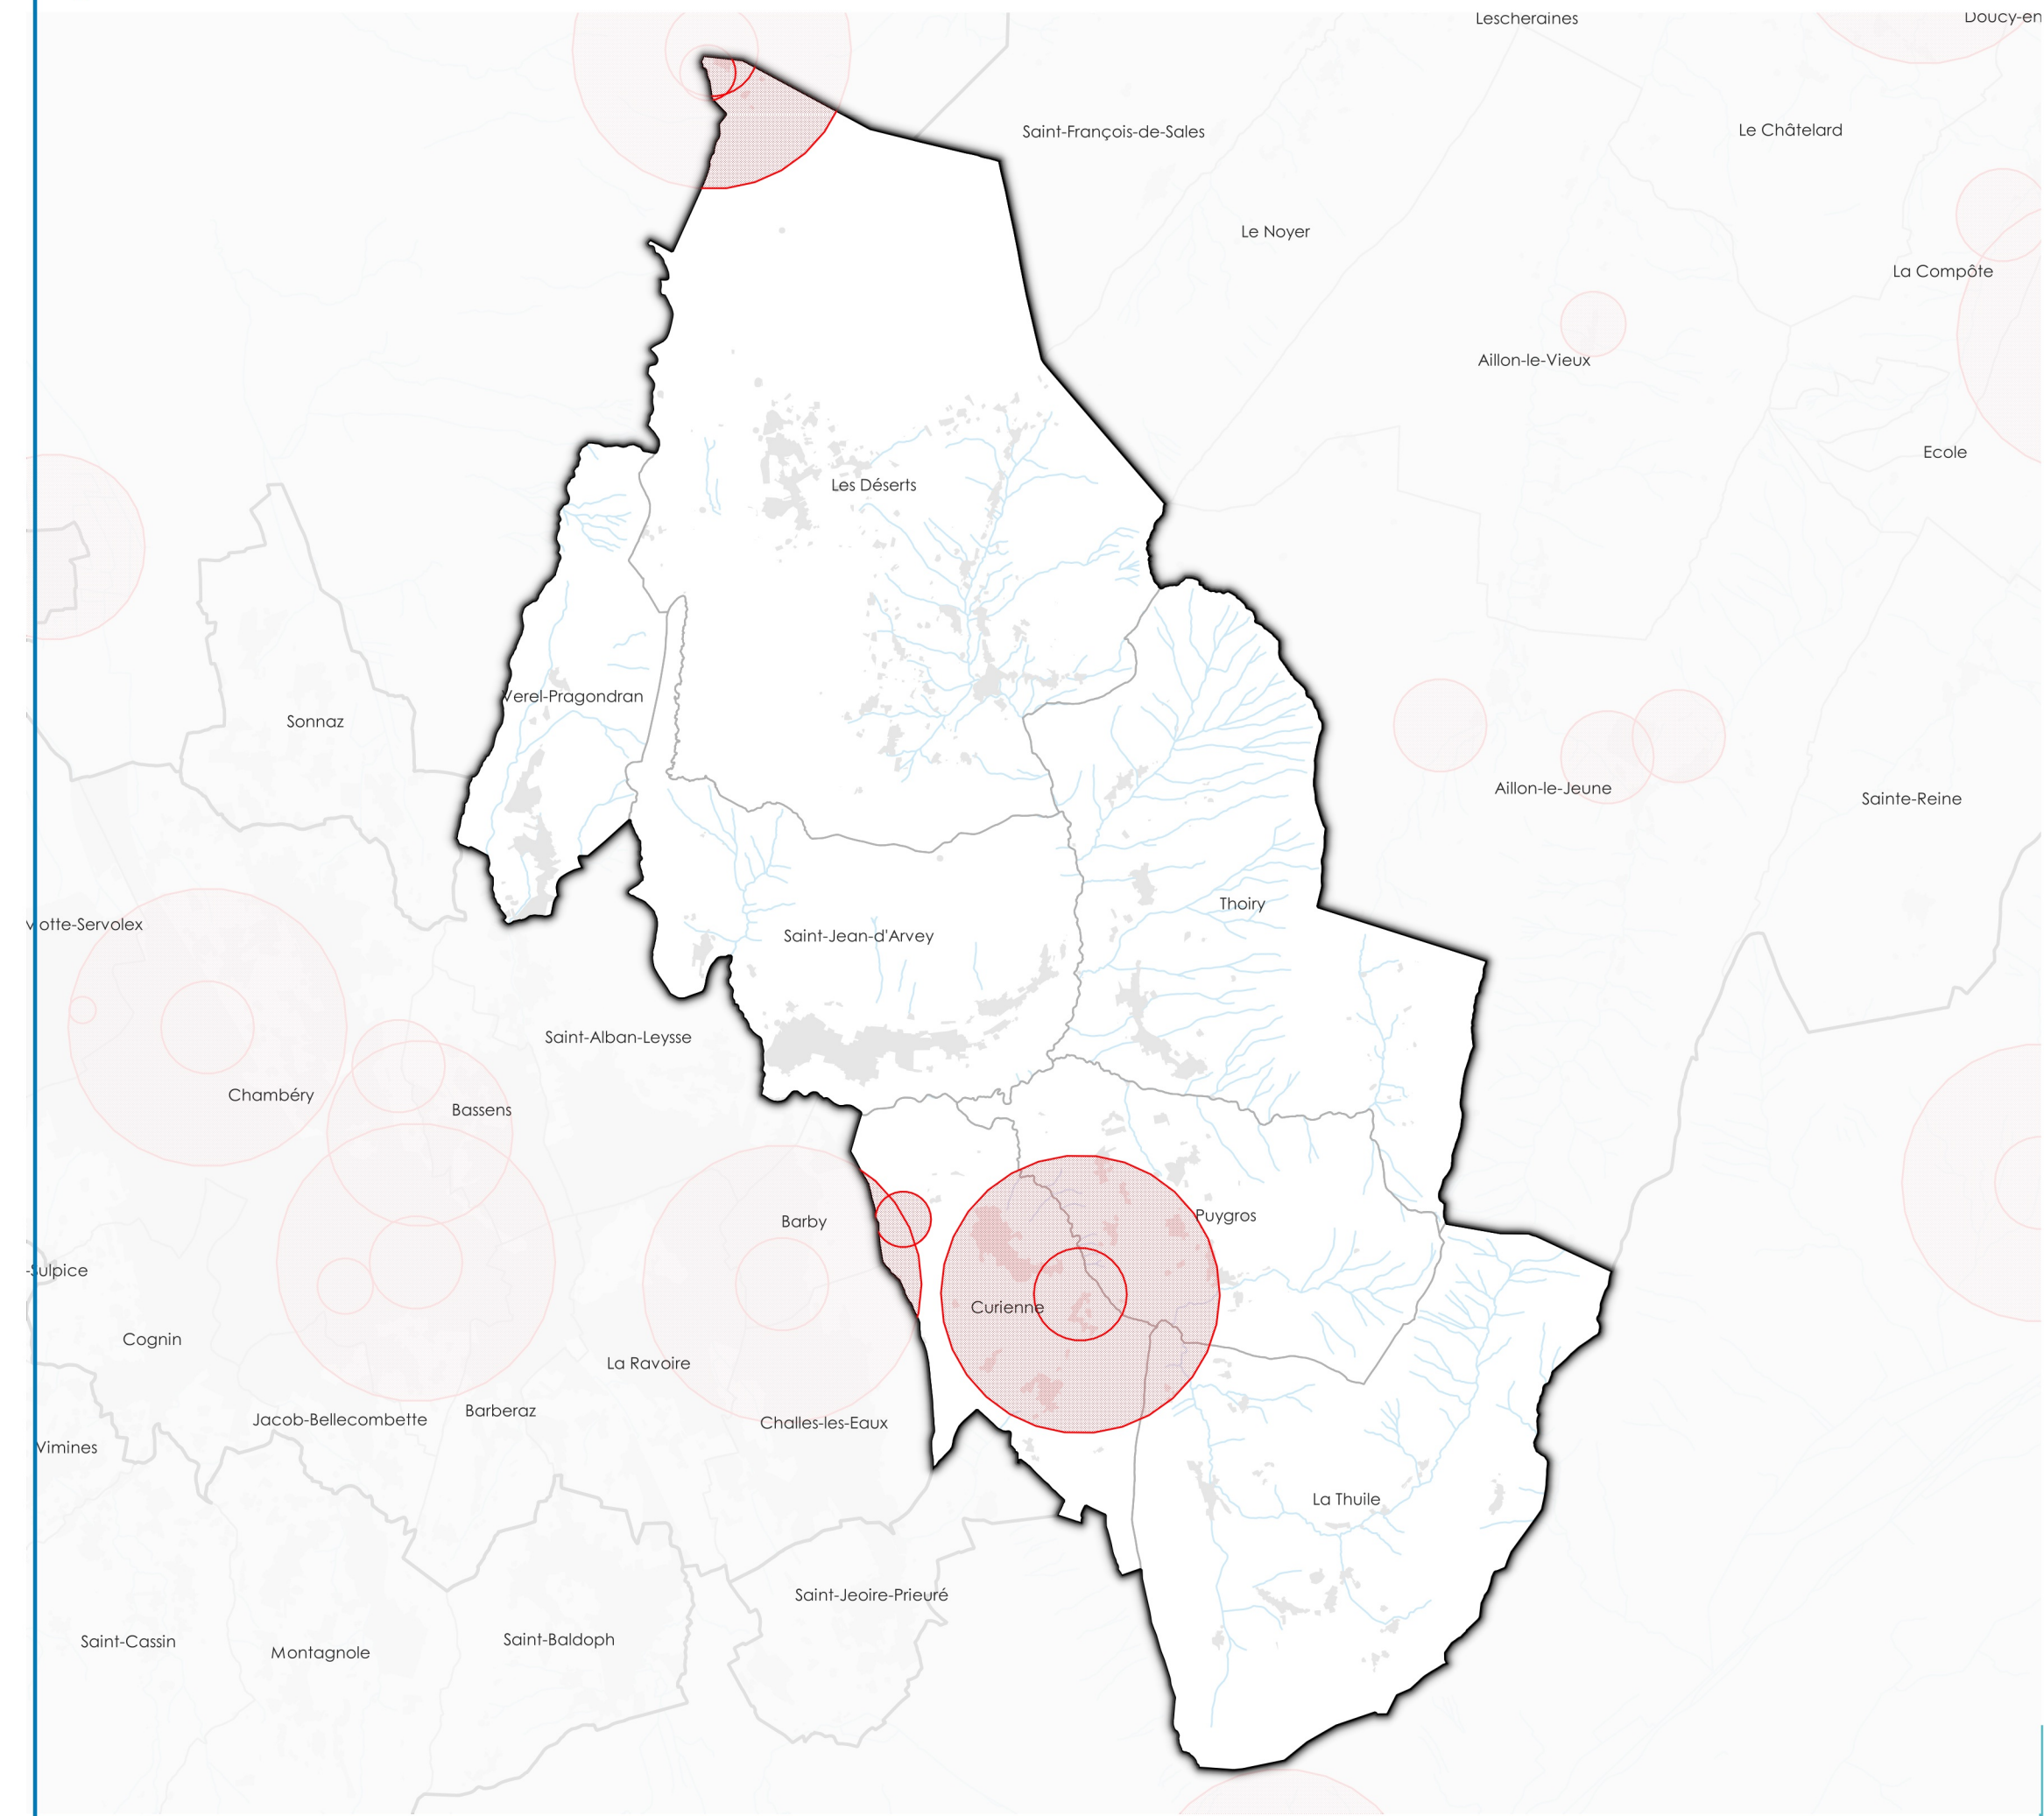 Lescheraines
Doucy-en
Saint-François-de-Sales
Le Châtelard
Le Noyer
La Compôte
Aillon-le-Vieux
Ecole
Les Déserts
Verel-Pragondran
Sonnaz
Aillon-le-Jeune
Sainte-Reine
Thoiry
Motte-Servolex
Saint-Jean-d'Arvey
Saint-Alban-Leysse
Chambéry
Bassens
Barby
Puygros
-Sulpice
Curienne
Cognin
La Ravoire
Jacob-Bellecombette
Barberaz
Challes-les-Eaux
Vimines
La Thuile
Saint-Jeoire-Prieuré
Saint-Cassin
Montagnole
Saint-Baldoph